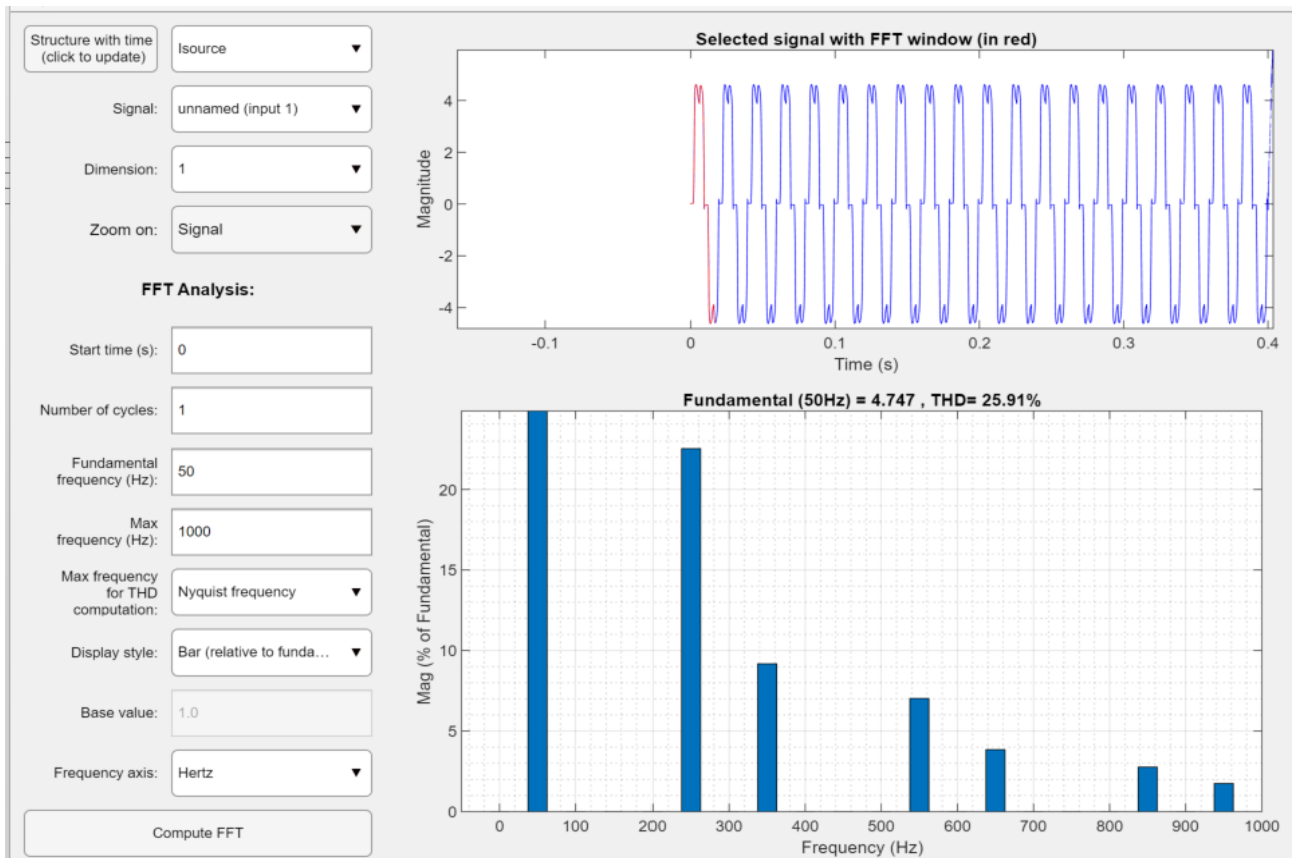 Structure with time
(click to update)
Isource
Signal:
unnamed (input 1)
Dimension:
1
Zoom on:
Signal
FFT Analysis:
Start time (s):
0
Number of cycles:
1
Fundamental
frequency (Hz):
50
Max
frequency (Hz):
1000
Max frequency
for THD
computation:
Nyquist frequency
Display style:
Bar (relative to funda...
Base value:
1.0
Frequency axis:
Hertz
Compute FFT
Selected signal with FFT window (in red)
4
2
0
-2
-4
Magnitude
-0.1 0 0.1 0.2 0.3 0.4
Time (s)
Fundamental (50Hz) = 4.747 , THD= 25.91%
20
15
10
5
0
Mag (% of Fundamental)
0 100 200 300 400 500 600 700 800 900 1000
Frequency (Hz)